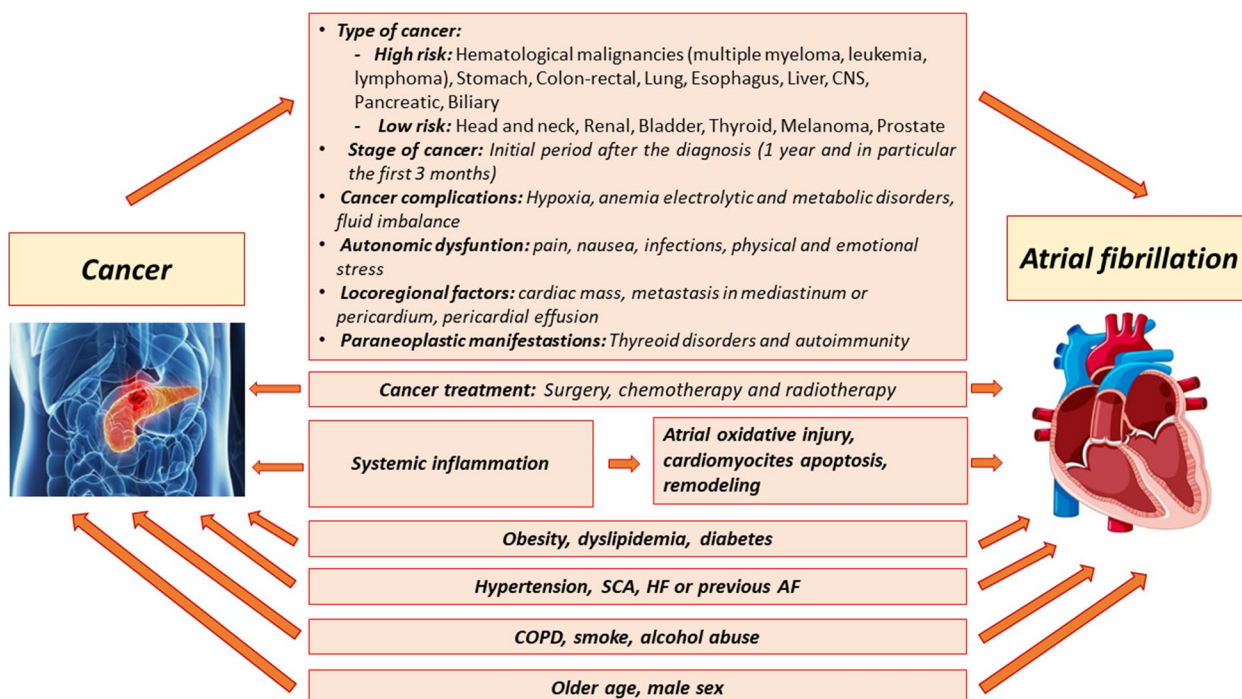 • Type of cancer:
- High risk: Hematological malignancies (multiple myeloma, leukemia,
lymphoma), Stomach, Colon-rectal, Lung, Esophagus, Liver, CNS,
Pancreatic, Biliary
- Low risk: Head and neck, Renal, Bladder, Thyroid, Melanoma, Prostate
• Stage of cancer: Initial period after the diagnosis (1 year and in particular
the first 3 months)
• Cancer complications: Hypoxia, anemia electrolytic and metabolic disorders,
fluid imbalance
• Autonomic dysfuntion: pain, nausea, infections, physical and emotional
stress
• Locoregional factors: cardiac mass, metastasis in mediastinum or
pericardium, pericardial effusion
• Paraneoplastic manifestastions: Thyreoid disorders and autoimmunity
Cancer
Atrial fibrillation
Cancer treatment: Surgery, chemotherapy and radiotherapy
Systemic inflammation
Atrial oxidative injury,
cardiomyocites apoptosis,
remodeling
Obesity, dyslipidemia, diabetes
Hypertension, SCA, HF or previous AF
COPD, smoke, alcohol abuse
Older age, male sex